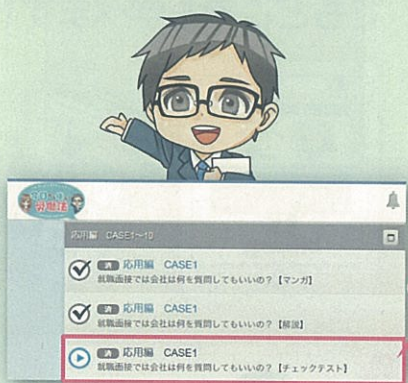 労働法
応用編 CASE1〜10
済 応用編 CASE1
就職面接では会社は何を質問してもいいの?【マンガ】
済 応用編 CASE1
就職面接では会社は何を質問してもいいの?【解説】
済 応用編 CASE1
就職面接では会社は何を質問してもいいの?【チェックテスト】